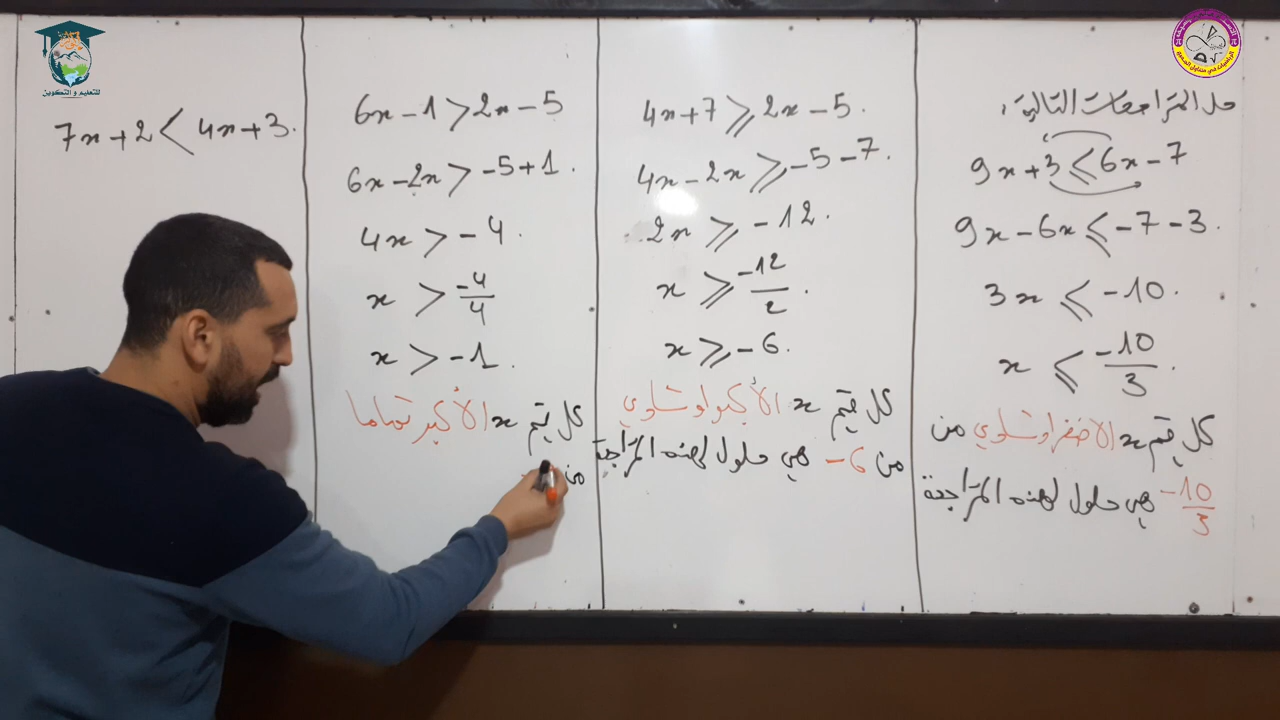 حل المتراجحات التالية:
9x+3 ⩽ 6x-7
9x-6x ⩽ -7-3.
3x ⩽ -10.
x ⩽ -10/3.
كل قيم x الأصغر أو تساوي من
-10/3 هي حلول لهذه المتراجحة
4x+7 ⩾ 2x-5.
4x-2x ⩾ -5-7.
2x ⩾ -12.
x ⩾ -12/2.
x ⩾ -6.
كل قيم x الأكبر أو تساوي
من -6 هي حلول لهذه المتراجحة
6x-1 > 2x-5
6x-2x > -5+1.
4x > -4.
x > -4/4
x > -1.
كل قيم x الأكبر تماما
من
7x+2 < 4x+3.
للتعليم و التكوين